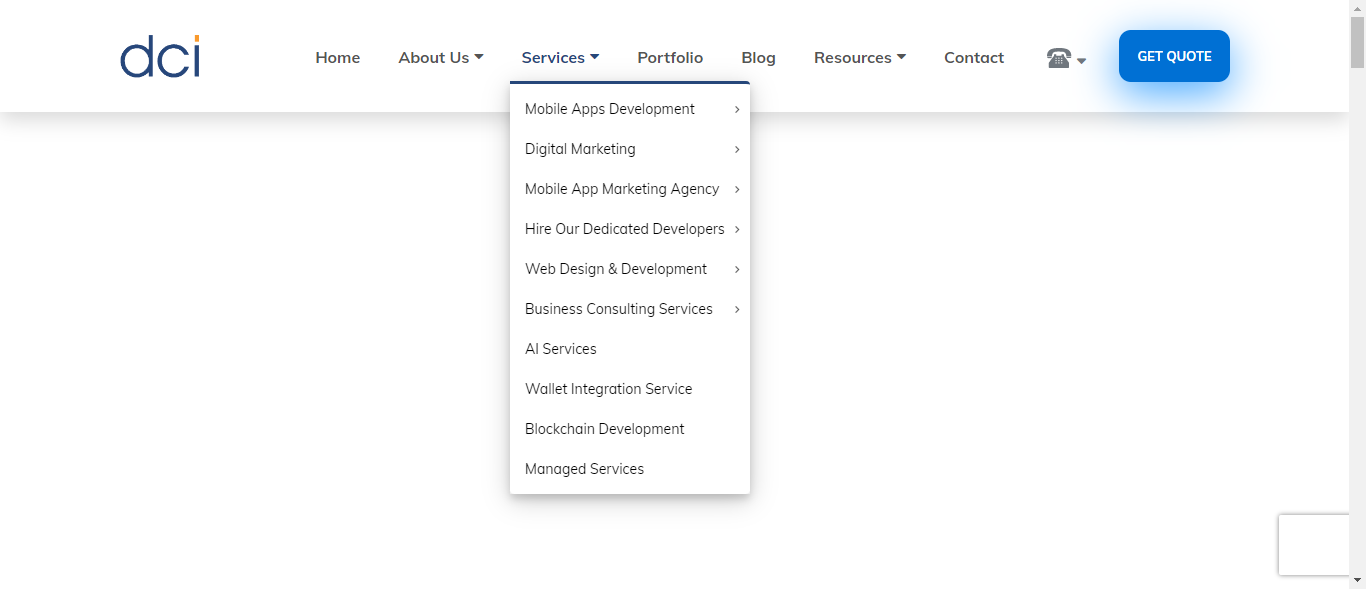 dci
Home
About Us
Services
Portfolio
Blog
Resources
Contact
GET QUOTE
Mobile Apps Development
Digital Marketing
Mobile App Marketing Agency
Hire Our Dedicated Developers
Web Design & Development
Business Consulting Services
AI Services
Wallet Integration Service
Blockchain Development
Managed Services